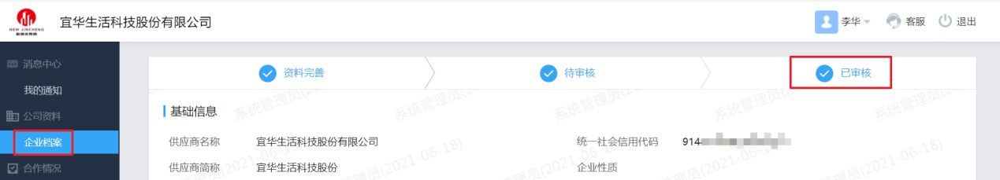 宜华生活科技股份有限公司
李华
客服
退出
NEW JINCHENG
消息中心
我的通知
公司资料
企业档案
合作情况
资料完善
待审核
已审核
基础信息
供应商名称 宜华生活科技股份有限公司 统一社会信用代码 914
供应商简称 宜华生活科技股份 企业性质
系统管理员(2021-06-18)